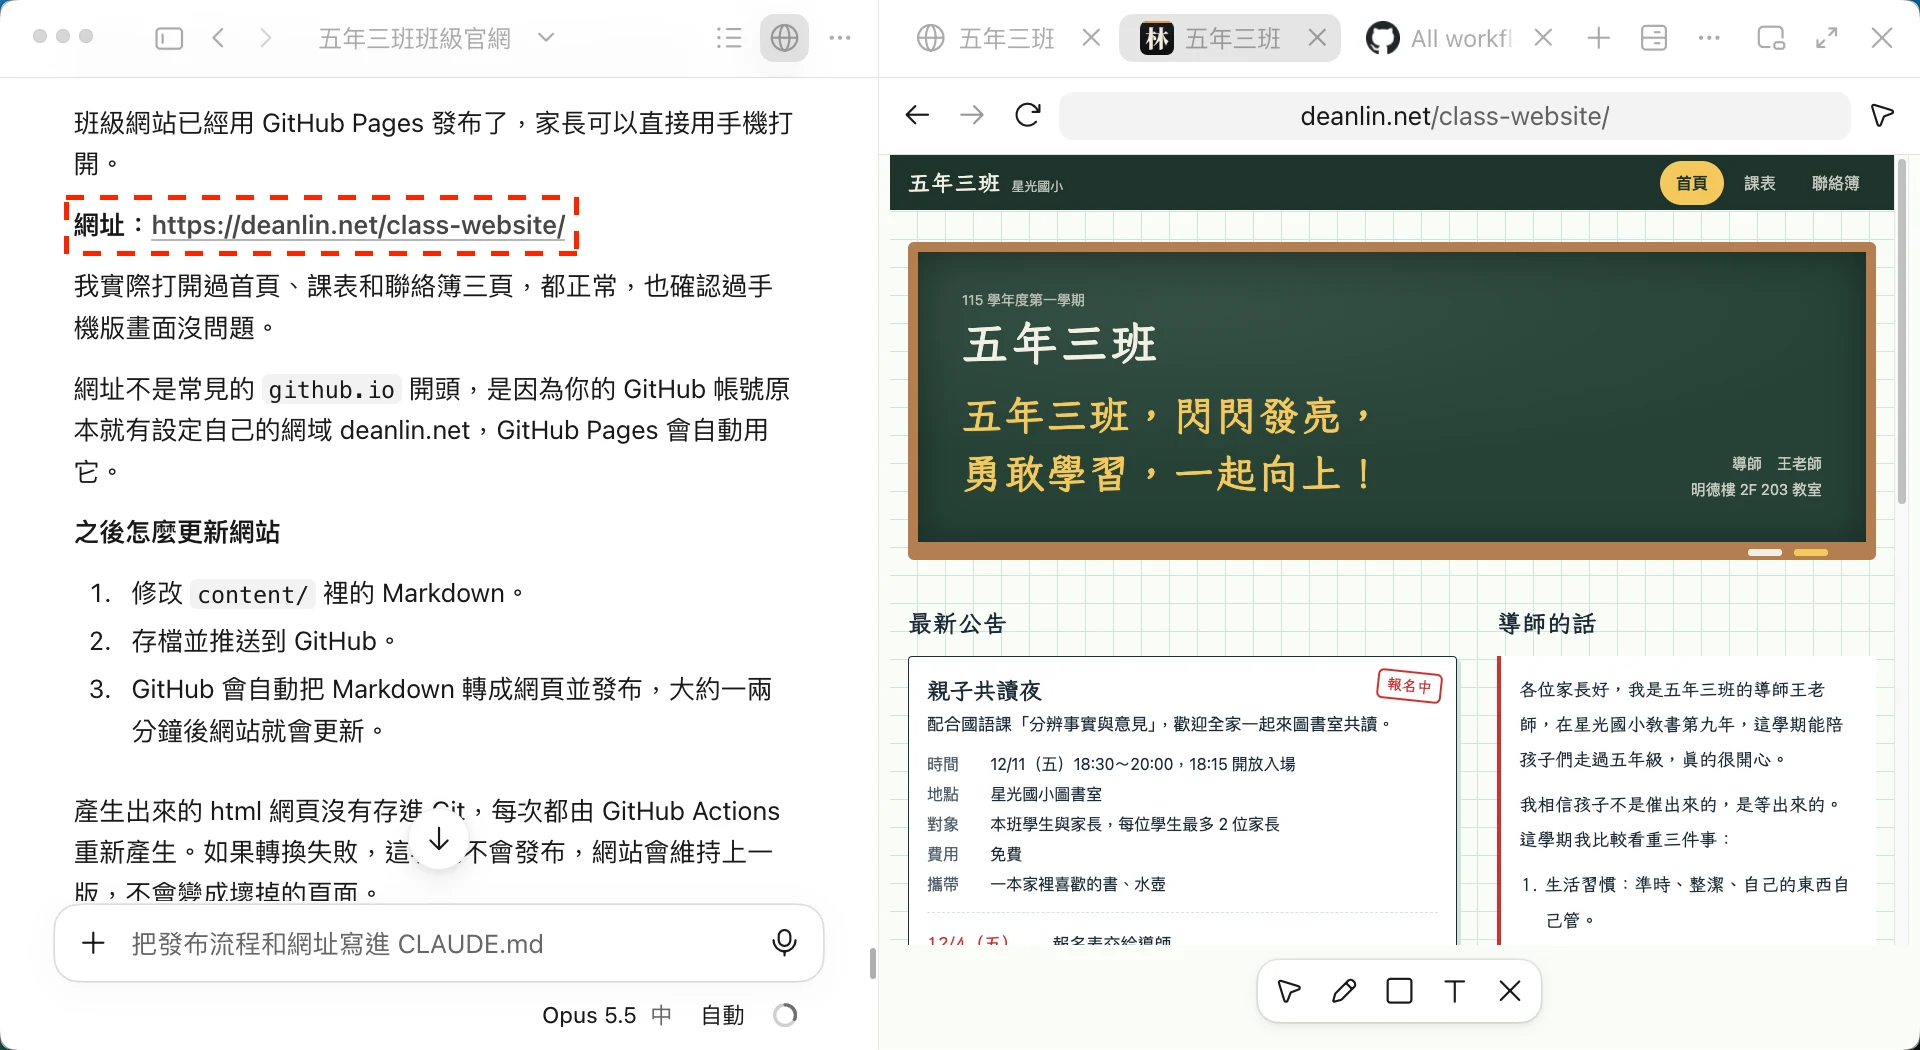 五年三班班級官網
班級網站已經用 GitHub Pages 發布了，家長可以直接用手機打
開。
網址：https://deanlin.net/class-website/
我實際打開過首頁、課表和聯絡簿三頁，都正常，也確認過手
機版畫面沒問題。
網址不是常見的 github.io 開頭，是因為你的 GitHub 帳號原
本就有設定自己的網域 deanlin.net，GitHub Pages 會自動用
它。
之後怎麼更新網站
1. 修改 content/ 裡的 Markdown。
2. 存檔並推送到 GitHub。
3. GitHub 會自動把 Markdown 轉成網頁並發布，大約一兩
分鐘後網站就會更新。
產生出來的 html 網頁沒有存進 Git，每次都由 GitHub Actions
重新產生。如果轉換失敗，這 不會發布，網站會維持上一
版，不會變成壞掉的頁面。
把發布流程和網址寫進 CLAUDE.md
Opus 5.5 中 自動
五年三班
林 五年三班
All workfl
deanlin.net/class-website/
五年三班 星光國小
首頁 課表 聯絡簿
115 學年度第一學期
五年三班
五年三班，閃閃發亮，
勇敢學習，一起向上！
導師 王老師
明德樓 2F 203 教室
最新公告
親子共讀夜
報名中
配合國語課「分辨事實與意見」，歡迎全家一起來圖書室共讀。
時間 12/11（五）18:30～20:00，18:15 開放入場
地點 星光國小圖書室
對象 本班學生與家長，每位學生最多 2 位家長
費用 免費
攜帶 一本家裡喜歡的書、水壺
12/4（五） 報名表交給導師
導師的話
各位家長好，我是五年三班的導師王老
師，在星光國小教書第九年，這學期能陪
孩子們走過五年級，真的很開心。
我相信孩子不是催出來的，是等出來的。
這學期我比較看重三件事：
1. 生活習慣：準時、整潔、自己的東西自
己管。